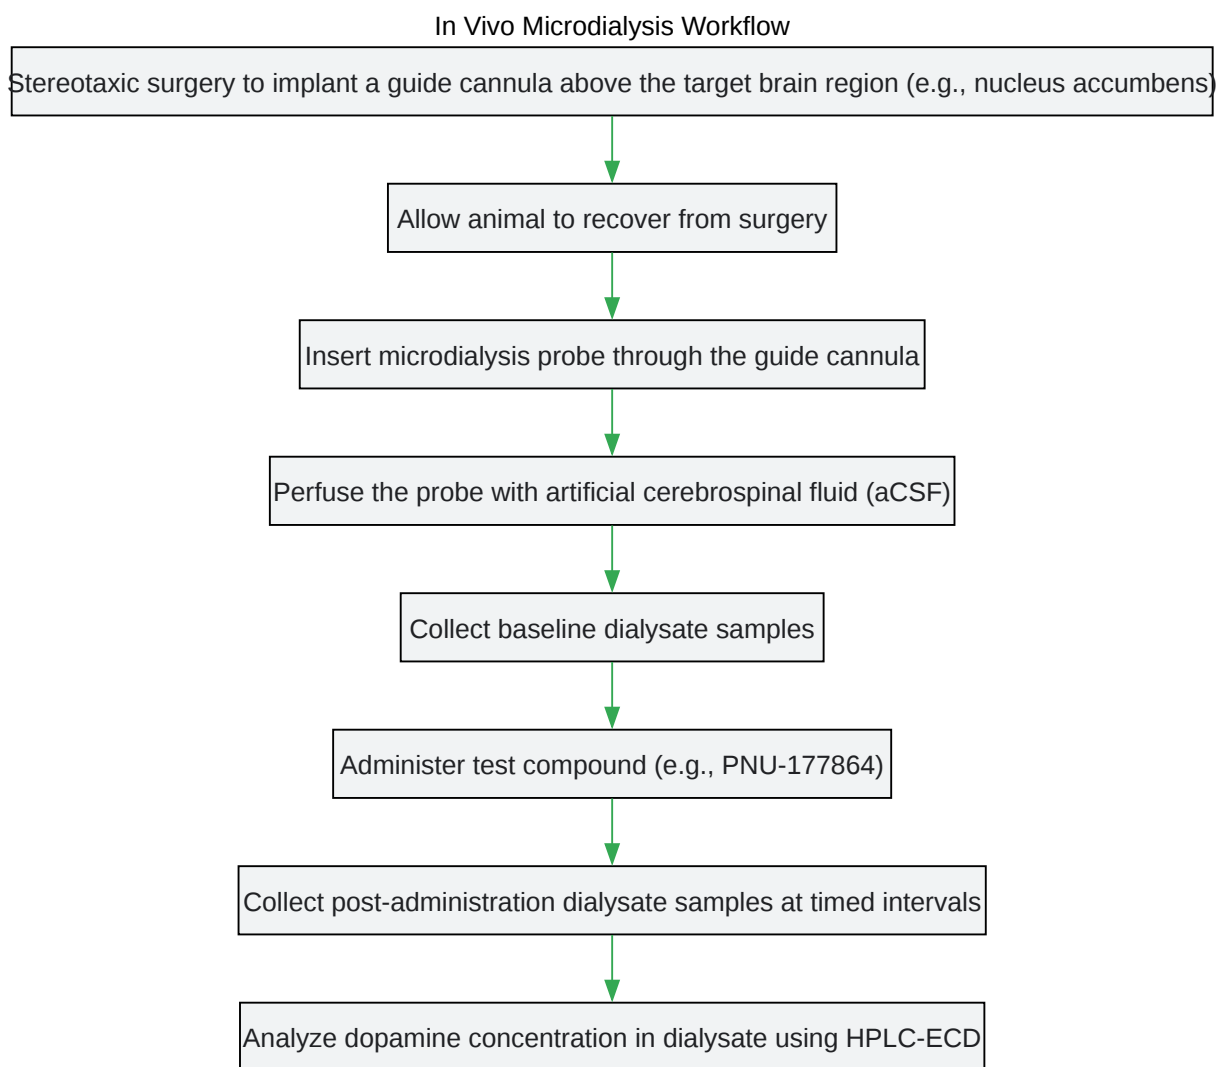 In Vivo Microdialysis Workflow
Stereotaxic surgery to implant a guide cannula above the target brain region (e.g., nucleus accumbens)
Allow animal to recover from surgery
Insert microdialysis probe through the guide cannula
Perfuse the probe with artificial cerebrospinal fluid (aCSF)
Collect baseline dialysate samples
Administer test compound (e.g., PNU-177864)
Collect post-administration dialysate samples at timed intervals
Analyze dopamine concentration in dialysate using HPLC-ECD